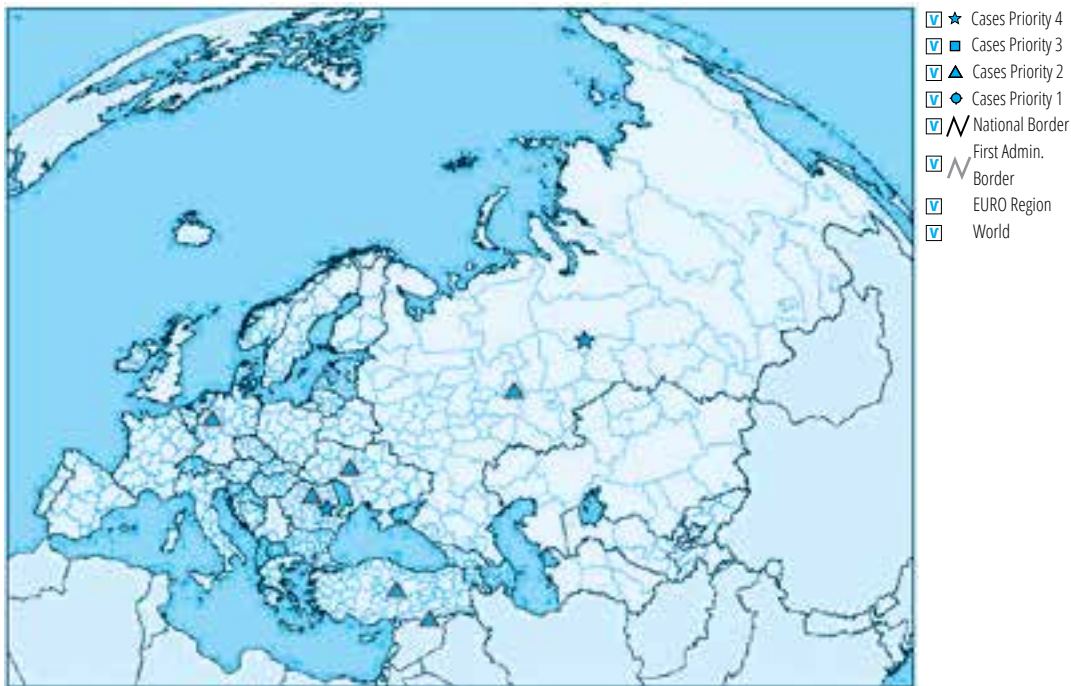 V Cases Priority 4
V Cases Priority 3
V Cases Priority 2
V Cases Priority 1
V National Border
V First Admin.
Border
V EURO Region
V World